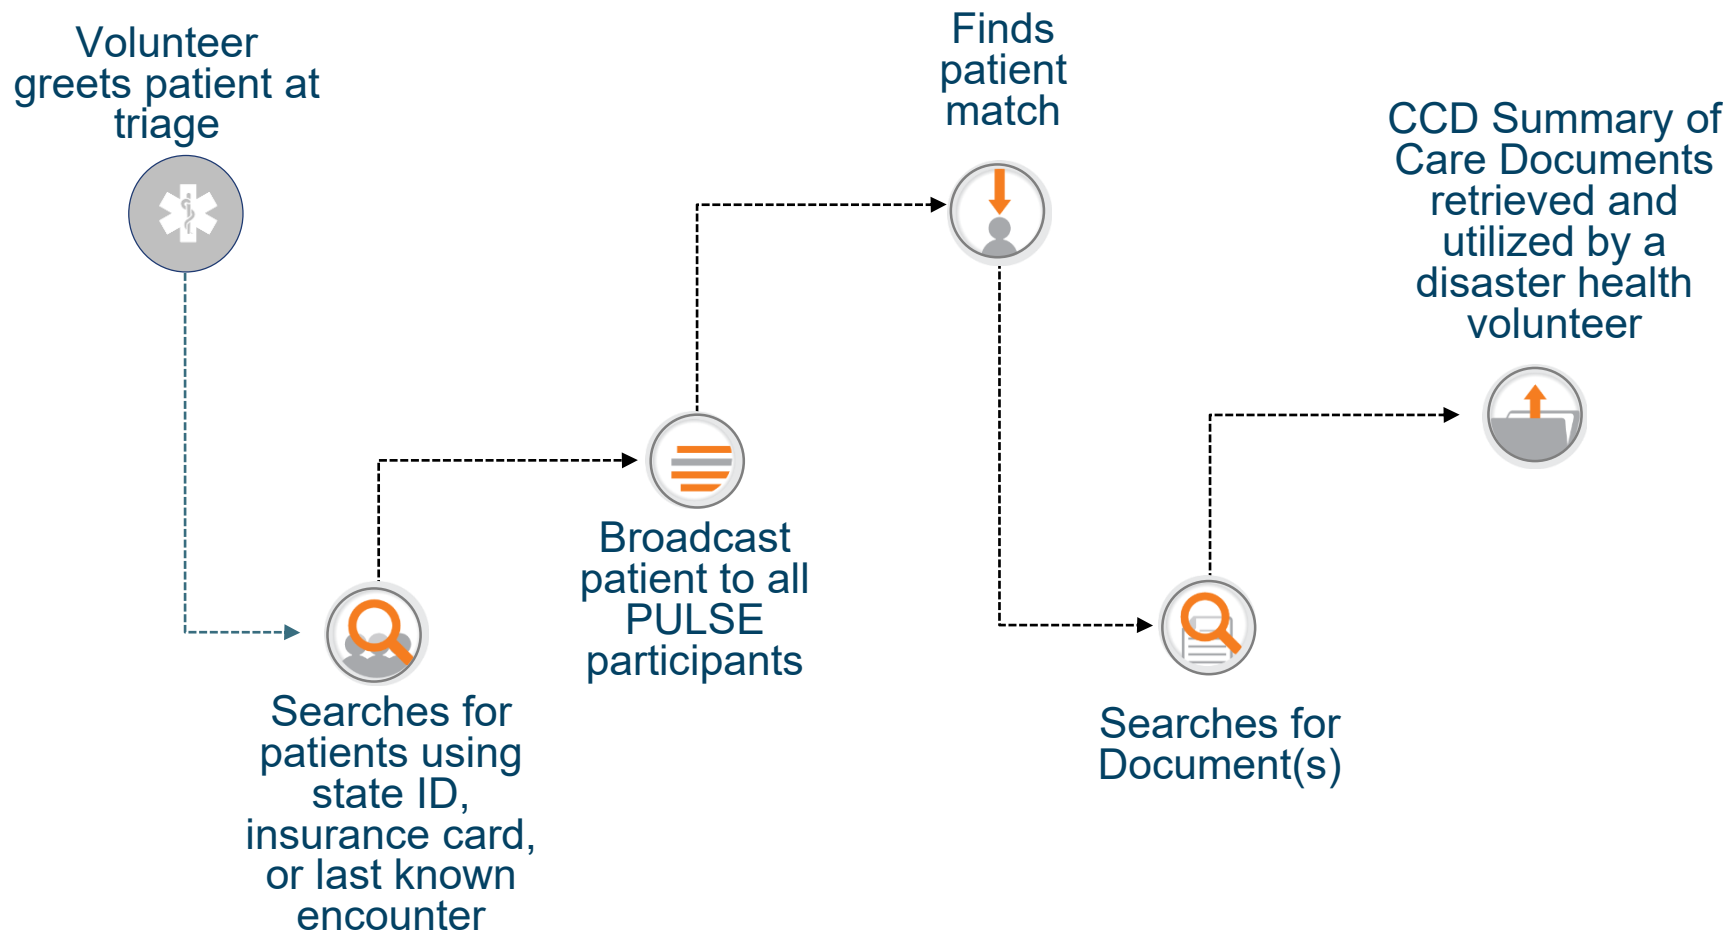 Volunteer
greets patient at
triage
Searches for
patients using
state ID,
insurance card,
or last known
encounter
Broadcast
patient to all
PULSE
participants
Finds
patient
match
Searches for
Document(s)
CCD Summary of
Care Documents
retrieved and
utilized by a
disaster health
volunteer